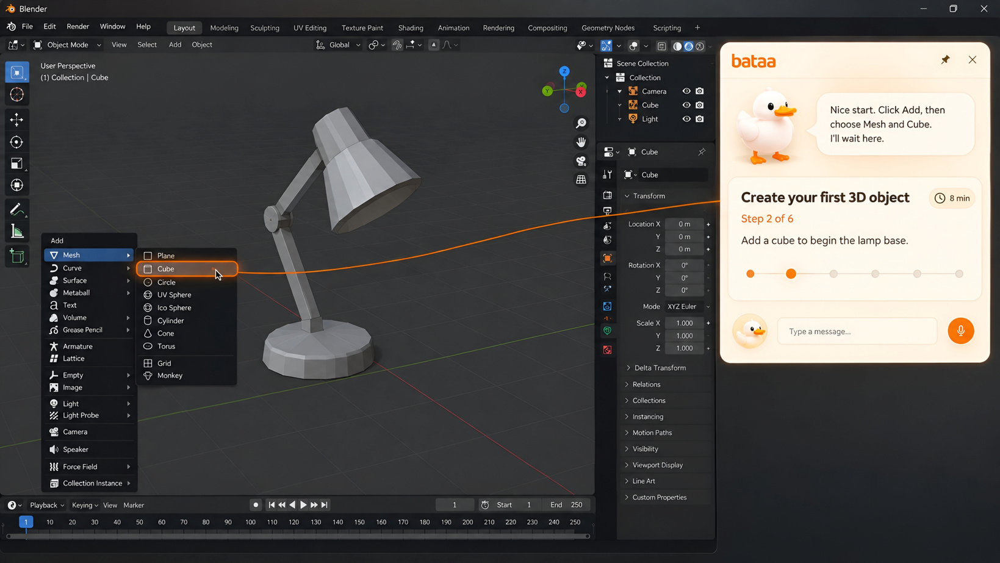 Blender
File Edit Render Window Help Layout Modeling Sculpting UV Editing Texture Paint Shading Animation Rendering Compositing Geometry Nodes Scripting +
Object Mode View Select Add Object Global
User Perspective
(1) Collection | Cube
Z
Y
X
Scene Collection
Collection
Camera
Cube
Light
Cube
Cube
Transform
Location X 0 m
Y 0 m
Z 0 m
Rotation X 0°
Y 0°
Z 0°
Mode XYZ Euler
Scale X 1.000
Y 1.000
Z 1.000
Delta Transform
Relations
Collections
Instancing
Motion Paths
Visibility
Viewport Display
Line Art
Custom Properties
Add
Mesh
Curve
Surface
Metaball
Text
Volume
Grease Pencil
Armature
Lattice
Empty
Image
Light
Light Probe
Camera
Speaker
Force Field
Collection Instance
Plane
Cube
Circle
UV Sphere
Ico Sphere
Cylinder
Cone
Torus
Grid
Monkey
Playback Keying View Marker 1 Start 1 End 250
1 10 20 30 40 50 60 70 80 90 100 110 120 130 140 150 160 170 180 190 200 210 220 230 240 250
bataa
Nice start. Click Add, then
choose Mesh and Cube.
I'll wait here.
Create your first 3D object
8 min
Step 2 of 6
Add a cube to begin the lamp base.
Type a message...